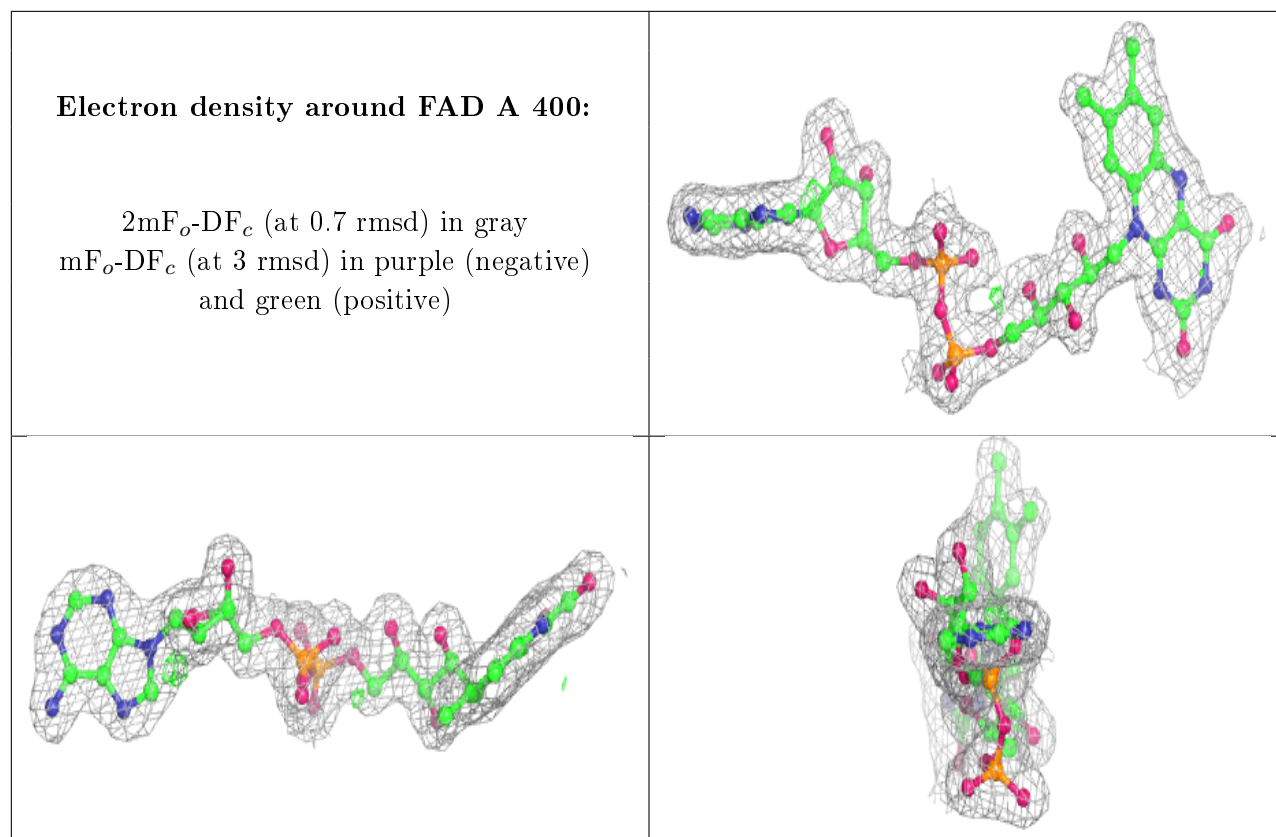 Electron density around FAD A 400:
2mFₒ-DF𝑐 (at 0.7 rmsd) in gray
mFₒ-DF𝑐 (at 3 rmsd) in purple (negative)
and green (positive)